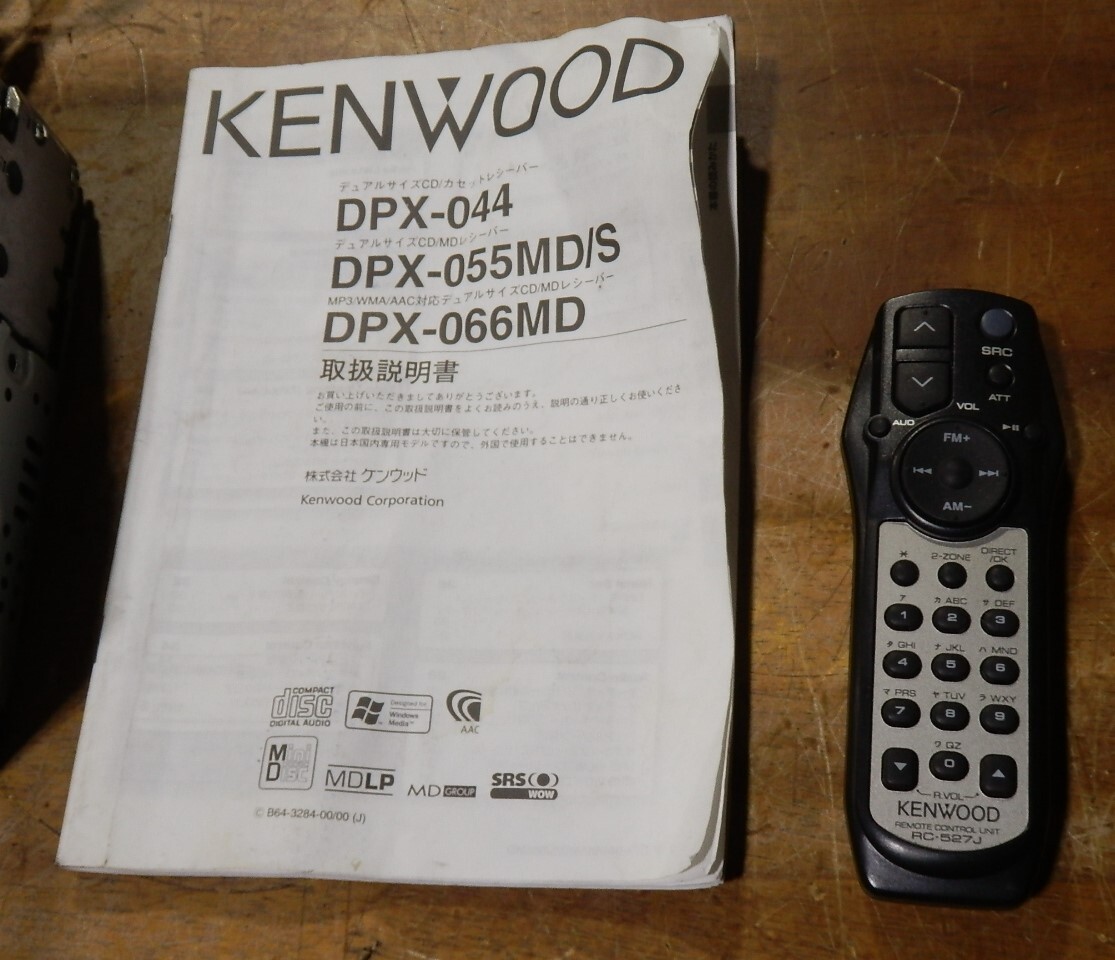 KENWOOD
デュアルサイズCD/カセットレシーバー
DPX-044
デュアルサイズCD/MDレシーバー
DPX-055MD/S
MP3/WMA/AAC対応デュアルサイズCD/MDレシーバー
DPX-066MD
取扱説明書
お買い上げいただきましてありがとうございます。
ご使用の前に、この取扱説明書をよくお読みのうえ、説明の通り正しくお使いくださ
い。
また、この取扱説明書は大切に保管してください。
本機は日本国内専用モデルですので、外国で使用することはできません。
株式会社 ケンウッド
Kenwood Corporation
COMPACT
disc
DIGITAL AUDIO
Designed for
Windows
Media™
AAC
Mini
Disc
MDLP
MD GROUP
SRS
WOW
© B64-3284-00/00 (J)
SRC
ATT
VOL
AUD
FM+
AM-
2-ZONE
DIRECT
/OK
ア
カ ABC
サ DEF
1
2
3
タ GHI
ナ JKL
ハ MNO
4
5
6
マ PRS
ヤ TUV
ラ WXY
7
8
9
ワ QZ
0
R.VOL
KENWOOD
REMOTE CONTROL UNIT
RC-527J